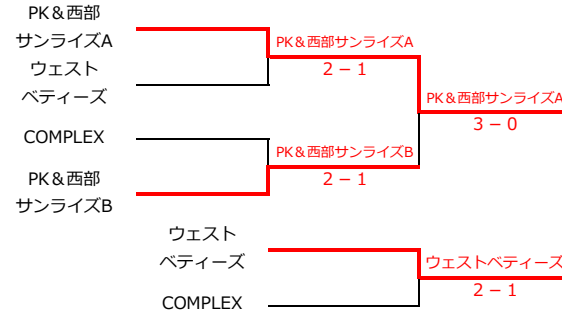 PK&西部
サンライズA
ウェスト
ベティーズ
COMPLEX
PK&西部
サンライズB
PK&西部サンライズA
2 − 1
PK&西部サンライズB
2 − 1
PK&西部サンライズA
3 − 0
ウェスト
ベティーズ
COMPLEX
ウェストベティーズ
2 − 1